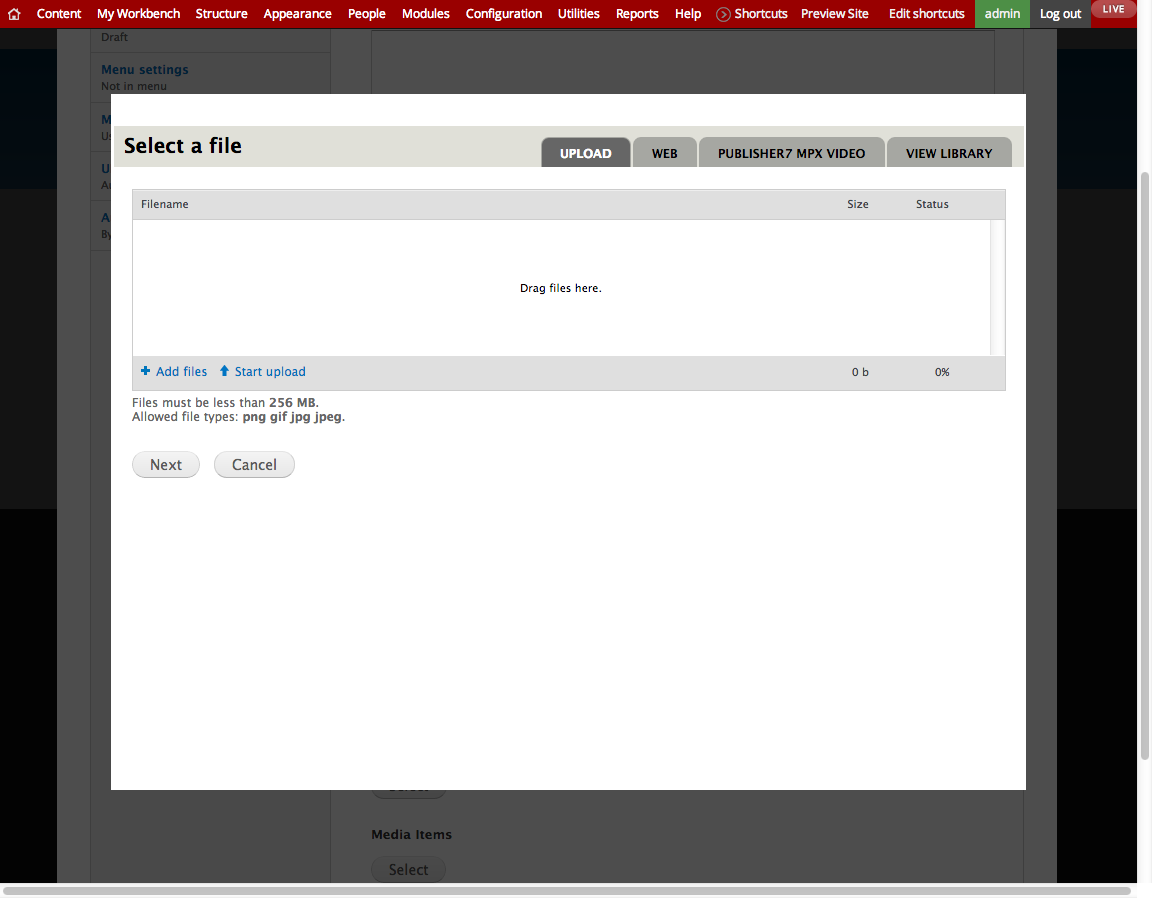 Content My Workbench Structure Appearance People Modules Configuration Utilities Reports Help Shortcuts Preview Site Edit shortcuts admin Log out LIVE
Draft
Menu settings
Not in menu
Select a file
UPLOAD WEB PUBLISHER7 MPX VIDEO VIEW LIBRARY
Filename Size Status
Drag files here.
Add files Start upload 0 b 0%
Files must be less than 256 MB.
Allowed file types: png gif jpg jpeg.
Next Cancel
Media Items
Select